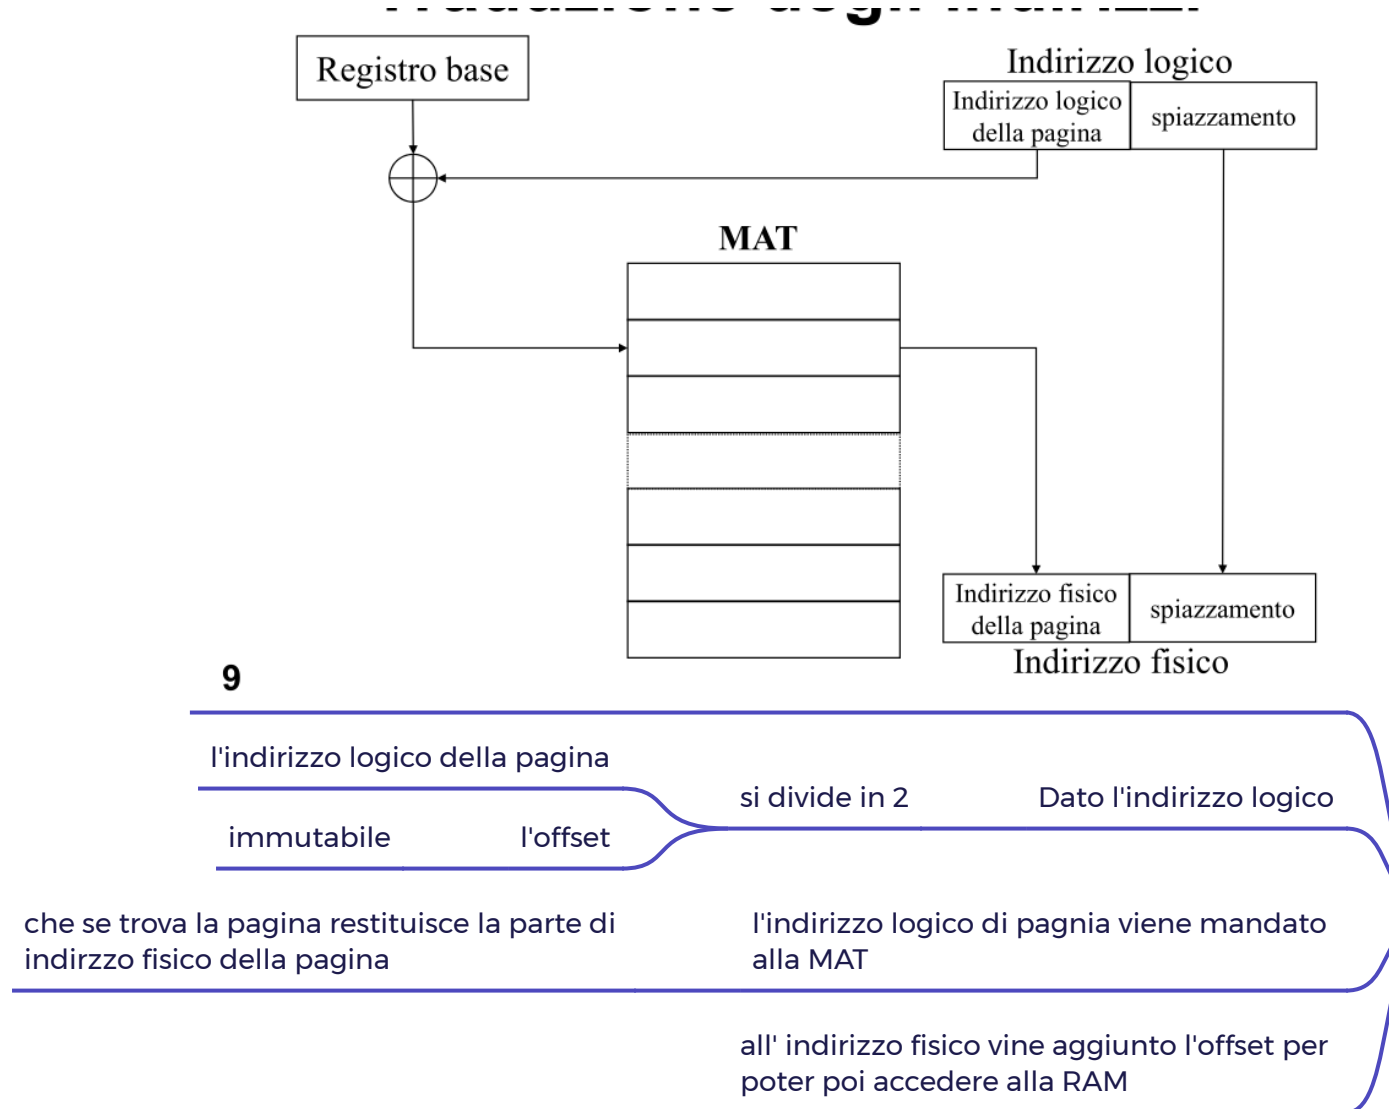 Registro base
Indirizzo logico
Indirizzo logico
della pagina
spiazzamento
MAT
Indirizzo fisico
della pagina
spiazzamento
Indirizzo fisico
9
l'indirizzo logico della pagina
si divide in 2
Dato l'indirizzo logico
immutabile
l'offset
che se trova la pagina restituisce la parte di
indirzzo fisico della pagina
l'indirizzo logico di pagnia viene mandato
alla MAT
all' indirizzo fisico vine aggiunto l'offset per
poter poi accedere alla RAM